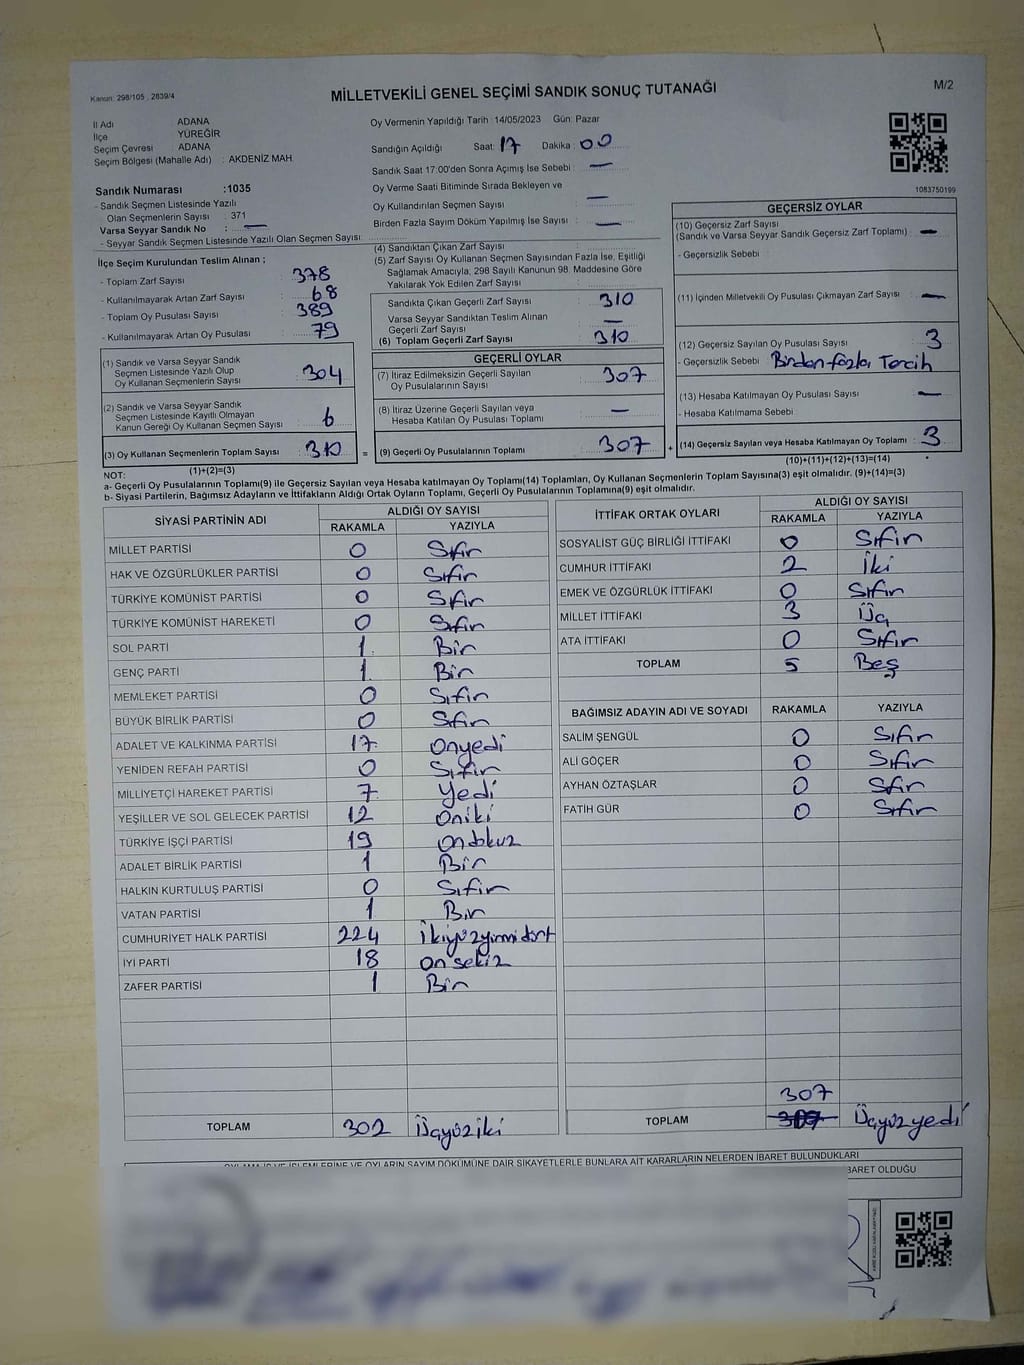 Kanun: 298/105 , 2839/4
MİLLETVEKİLİ GENEL SEÇİMİ SANDIK SONUÇ TUTANAĞI
M/2
İl Adı ADANA
İlçe YÜREĞİR
Seçim Çevresi ADANA
Seçim Bölgesi (Mahalle Adı) : AKDENİZ MAH
Oy Vermenin Yapıldığı Tarih : 14/05/2023 Gün: Pazar
Sandığın Açıldığı Saat: 17 Dakika 00
Sandık Saat 17:00'den Sonra Açımış İse Sebebi : —
Oy Verme Saati Bitiminde Sırada Bekleyen ve
Oy Kullandırılan Seçmen Sayısı : —
Birden Fazla Sayım Döküm Yapılmış İse Sayısı : —
1083750199
Sandık Numarası :1035
- Sandık Seçmen Listesinde Yazılı
Olan Seçmenlerin Sayısı : 371
Varsa Seyyar Sandık No : —
- Seyyar Sandık Seçmen Listesinde Yazılı Olan Seçmen Sayısı:
İlçe Seçim Kurulundan Teslim Alınan ;
- Toplam Zarf Sayısı : 378
- Kullanılmayarak Artan Zarf Sayısı : 68
- Toplam Oy Pusulası Sayısı : 389
- Kullanılmayarak Artan Oy Pusulası : 79
(1) Sandık ve Varsa Seyyar Sandık
Seçmen Listesinde Yazılı Olup
Oy Kullanan Seçmenlerin Sayısı : 304
(2) Sandık ve Varsa Seyyar Sandık
Seçmen Listesinde Kayıtlı Olmayan
Kanun Gereği Oy Kullanan Seçmen Sayısı : 6
(3) Oy Kullanan Seçmenlerin Toplam Sayısı : 310
(1)+(2)=(3)
(4) Sandıktan Çıkan Zarf Sayısı :
(5) Zarf Sayısı Oy Kullanan Seçmen Sayısından Fazla İse, Eşitliği
Sağlamak Amacıyla, 298 Sayılı Kanunun 98. Maddesine Göre
Yakılarak Yok Edilen Zarf Sayısı :
Sandıkta Çıkan Geçerli Zarf Sayısı : 310
Varsa Seyyar Sandıktan Teslim Alınan
Geçerli Zarf Sayısı : —
(6) Toplam Geçerli Zarf Sayısı : 310
GEÇERLİ OYLAR
(7) İtiraz Edilmeksizin Geçerli Sayılan
Oy Pusulalarının Sayısı : 307
(8) İtiraz Üzerine Geçerli Sayılan veya
Hesaba Katılan Oy Pusulası Toplamı : —
= (9) Geçerli Oy Pusulalarının Toplamı : 307 +
GEÇERSİZ OYLAR
(10) Geçersiz Zarf Sayısı
(Sandık ve Varsa Seyyar Sandık Geçersiz Zarf Toplamı) : —
- Geçersizlik Sebebi :
(11) İçinden Milletvekili Oy Pusulası Çıkmayan Zarf Sayısı : —
(12) Geçersiz Sayılan Oy Pusulası Sayısı : 3
- Geçersizlik Sebebi : Birden fazla Tercih
(13) Hesaba Katılmayan Oy Pusulası Sayısı : —
- Hesaba Katılmama Sebebi :
(14) Geçersiz Sayılan veya Hesaba Katılmayan Oy Toplamı : 3
(10)+(11)+(12)+(13)=(14)
NOT:
a- Geçerli Oy Pusulalarının Toplamı(9) ile Geçersiz Sayılan veya Hesaba katılmayan Oy Toplamı(14) Toplamları, Oy Kullanan Seçmenlerin Toplam Sayısına(3) eşit olmalıdır. (9)+(14)=(3)
b- Siyasi Partilerin, Bağımsız Adayların ve İttifakların Aldığı Ortak Oyların Toplamı, Geçerli Oy Pusulalarının Toplamına(9) eşit olmalıdır.
SİYASİ PARTİNİN ADI ALDIĞI OY SAYISI
RAKAMLA YAZIYLA
MİLLET PARTİSİ 0 Sıfır
HAK VE ÖZGÜRLÜKLER PARTİSİ 0 Sıfır
TÜRKİYE KOMÜNİST PARTİSİ 0 Sıfır
TÜRKİYE KOMÜNİST HAREKETİ 0 Sıfır
SOL PARTİ 1 Bir
GENÇ PARTİ 1 Bir
MEMLEKET PARTİSİ 0 Sıfır
BÜYÜK BİRLİK PARTİSİ 0 Sıfır
ADALET VE KALKINMA PARTİSİ 17 Onyedi
YENİDEN REFAH PARTİSİ 0 Sıfır
MİLLİYETÇİ HAREKET PARTİSİ 7 Yedi
YEŞİLLER VE SOL GELECEK PARTİSİ 12 Oniki
TÜRKİYE İŞÇİ PARTİSİ 19 Ondokuz
ADALET BİRLİK PARTİSİ 1 Bir
HALKIN KURTULUŞ PARTİSİ 0 Sıfır
VATAN PARTİSİ 1 Bir
CUMHURİYET HALK PARTİSİ 224 ikiyüzyirmidört
İYİ PARTİ 18 onsekiz
ZAFER PARTİSİ 1 Bir
TOPLAM 302 Üçyüziki
İTTİFAK ORTAK OYLARI ALDIĞI OY SAYISI
RAKAMLA YAZIYLA
SOSYALİST GÜÇ BİRLİĞİ İTTİFAKI 0 Sıfır
CUMHUR İTTİFAKI 2 İki
EMEK VE ÖZGÜRLÜK İTTİFAKI 0 Sıfır
MİLLET İTTİFAKI 3 Üç
ATA İTTİFAKI 0 Sıfır
TOPLAM 5 Beş
BAĞIMSIZ ADAYIN ADI VE SOYADI RAKAMLA YAZIYLA
SALİM ŞENGÜL 0 Sıfır
ALİ GÖÇER 0 Sıfır
AYHAN ÖZTAŞLAR 0 Sıfır
FATİH GÜR 0 Sıfır
307
TOPLAM 307 Üçyüzyedi
OYLAMA İŞ VE İŞLEMLERİNE VE OYLARIN SAYIM DÖKÜMÜNE DAİR ŞİKAYETLERLE BUNLARA AİT KARARLARIN NELERDEN İBARET BULUNDUKLARI
BARET OLDUĞU